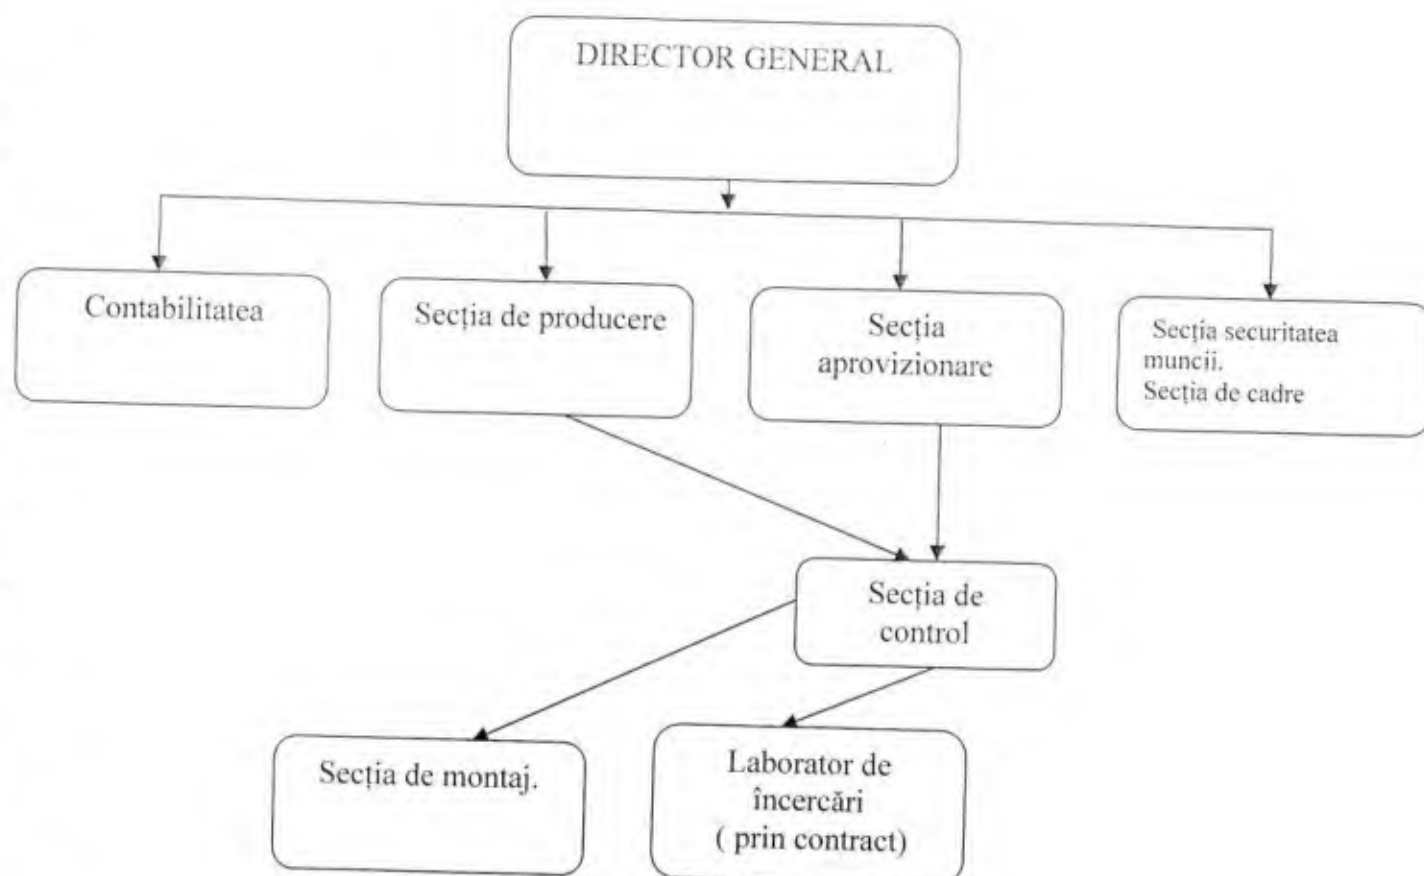 DIRECTOR GENERAL
Contabilitatea
Secția de producere
Secția
aprovizionare
Secția securitatea
muncii.
Secția de cadre
Secția de
control
Secția de montaj.
Laborator de
încercări
( prin contract)